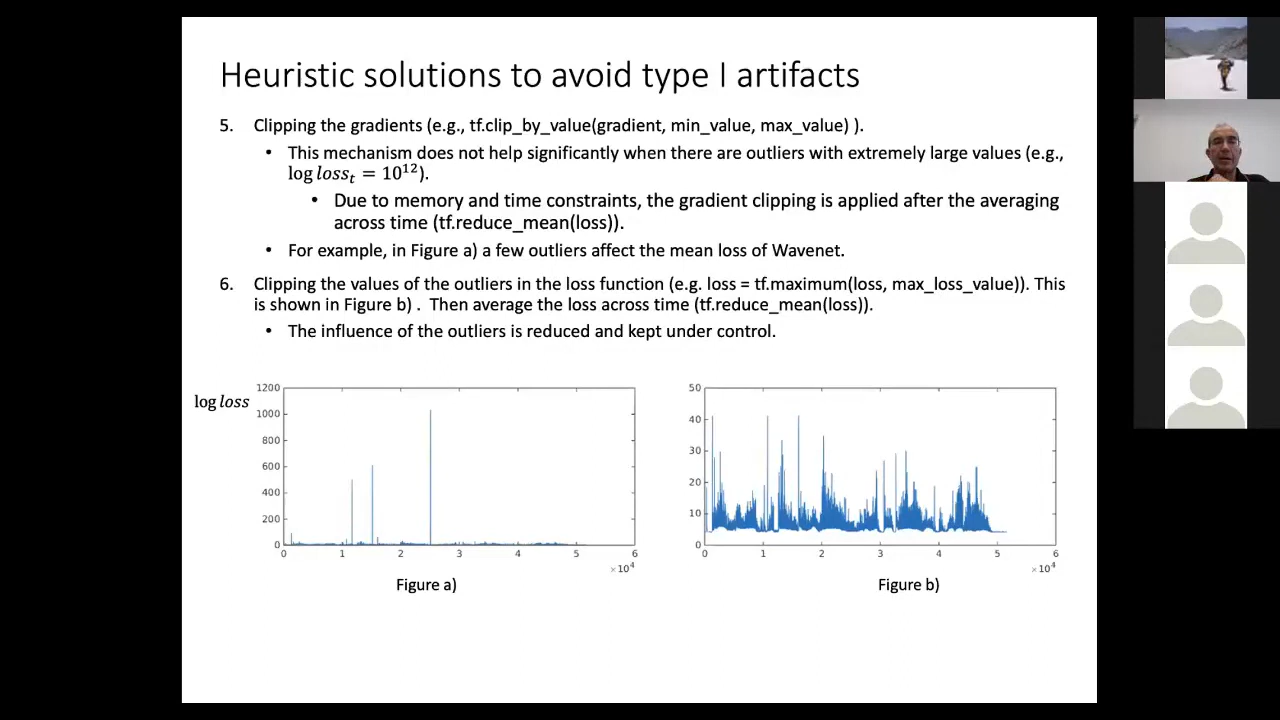 Heuristic solutions to avoid type I artifacts
5. Clipping the gradients (e.g., tf.clip_by_value(gradient, min_value, max_value) ).
• This mechanism does not help significantly when there are outliers with extremely large values (e.g.,
log loss_t = 10^12).
• Due to memory and time constraints, the gradient clipping is applied after the averaging
across time (tf.reduce_mean(loss)).
• For example, in Figure a) a few outliers affect the mean loss of Wavenet.
6. Clipping the values of the outliers in the loss function (e.g. loss = tf.maximum(loss, max_loss_value)). This
is shown in Figure b) . Then average the loss across time (tf.reduce_mean(loss)).
• The influence of the outliers is reduced and kept under control.
log loss
1200
1000
800
600
400
200
0
0 1 2 3 4 5 6
×10^4
Figure a)
50
40
30
20
10
0
0 1 2 3 4 5 6
×10^4
Figure b)